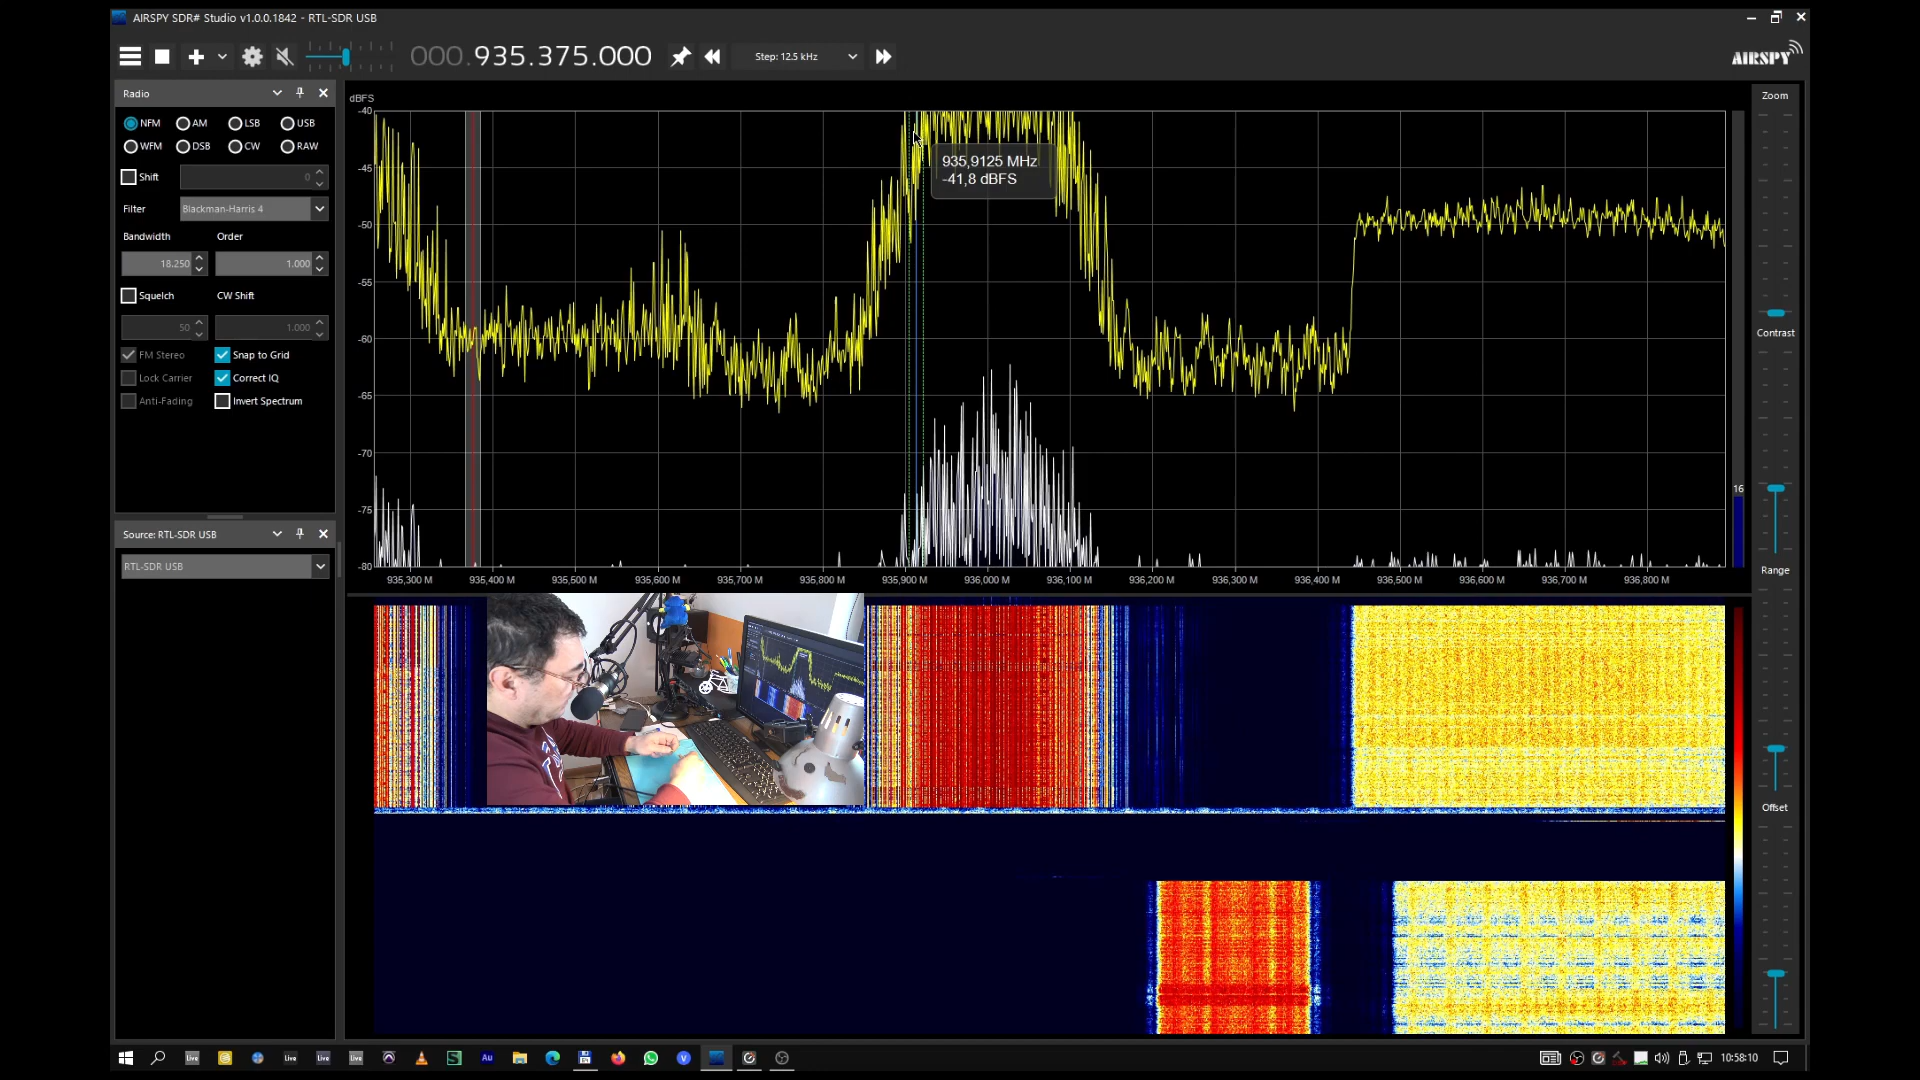 AIRSPY SDR# Studio v1.0.0.1842 - RTL-SDR USB
000.935.375.000
Step: 12.5 kHz
AIRSPY
Radio
NFM AM LSB USB
WFM DSB CW RAW
Shift 0
Filter Blackman-Harris 4
Bandwidth Order
18.250 1.000
Squelch CW Shift
50 1.000
FM Stereo Snap to Grid
Lock Carrier Correct IQ
Anti-Fading Invert Spectrum
Source: RTL-SDR USB
RTL-SDR USB
dBFS
-40
-45
-50
-55
-60
-65
-70
-75
-80
935,9125 MHz
-41,8 dBFS
935,300 M 935,400 M 935,500 M 935,600 M 935,700 M 935,800 M 935,900 M 936,000 M 936,100 M 936,200 M 936,300 M 936,400 M 936,500 M 936,600 M 936,700 M 936,800 M
16
Zoom
Contrast
Range
Offset
Live Live Live Live S Au V
10:58:10